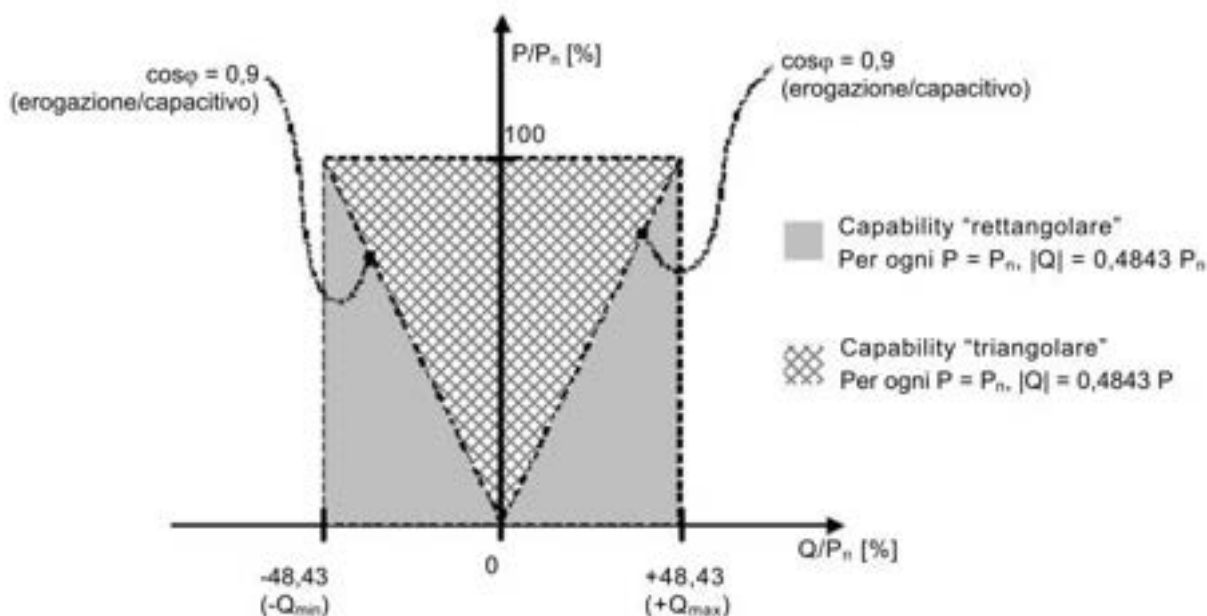 P/Pn [%]
cosφ = 0,9
(erogazione/capacitivo)
cosφ = 0,9
(erogazione/capacitivo)
100
Capability “rettangolare”
Per ogni P = Pn, |Q| = 0,4843 Pn
Capability “triangolare”
Per ogni P = Pn, |Q| = 0,4843 P
Q/Pn [%]
-48,43
(-Qmin)
0
+48,43
(+Qmax)